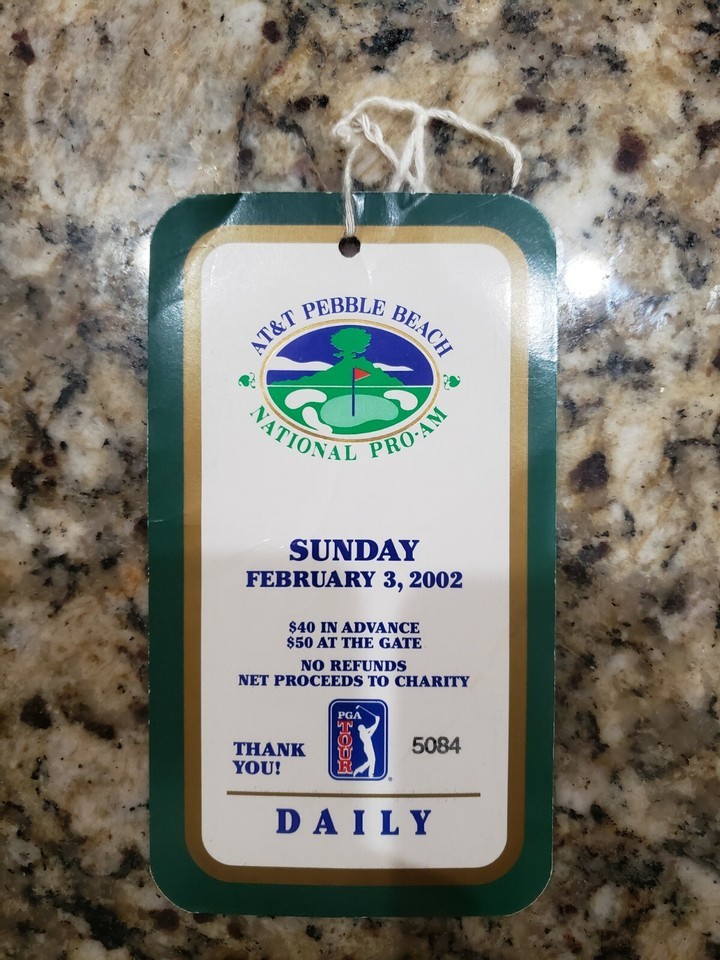 AT&T PEBBLE BEACH
NATIONAL PRO-AM
SUNDAY
FEBRUARY 3, 2002
$40 IN ADVANCE
$50 AT THE GATE
NO REFUNDS
NET PROCEEDS TO CHARITY
THANK
YOU!
PGA
TOUR
®
5084
DAILY